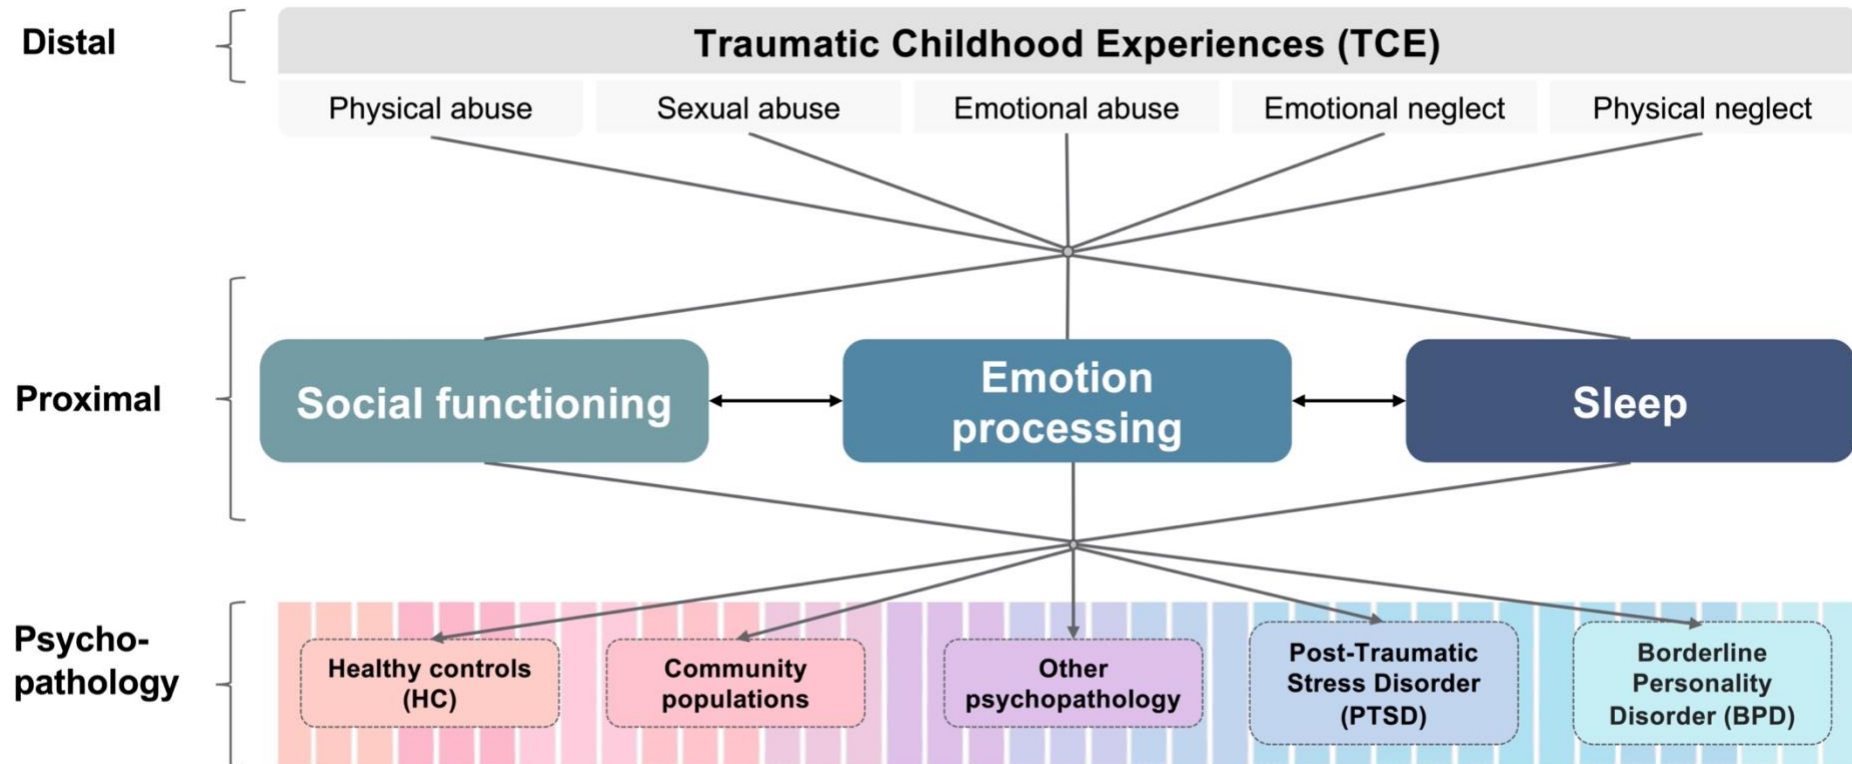 Distal
Traumatic Childhood Experiences (TCE)
Physical abuse
Sexual abuse
Emotional abuse
Emotional neglect
Physical neglect
Proximal
Social functioning
Emotion
processing
Sleep
Psycho-
pathology
Healthy controls
(HC)
Community
populations
Other
psychopathology
Post-Traumatic
Stress Disorder
(PTSD)
Borderline
Personality
Disorder (BPD)